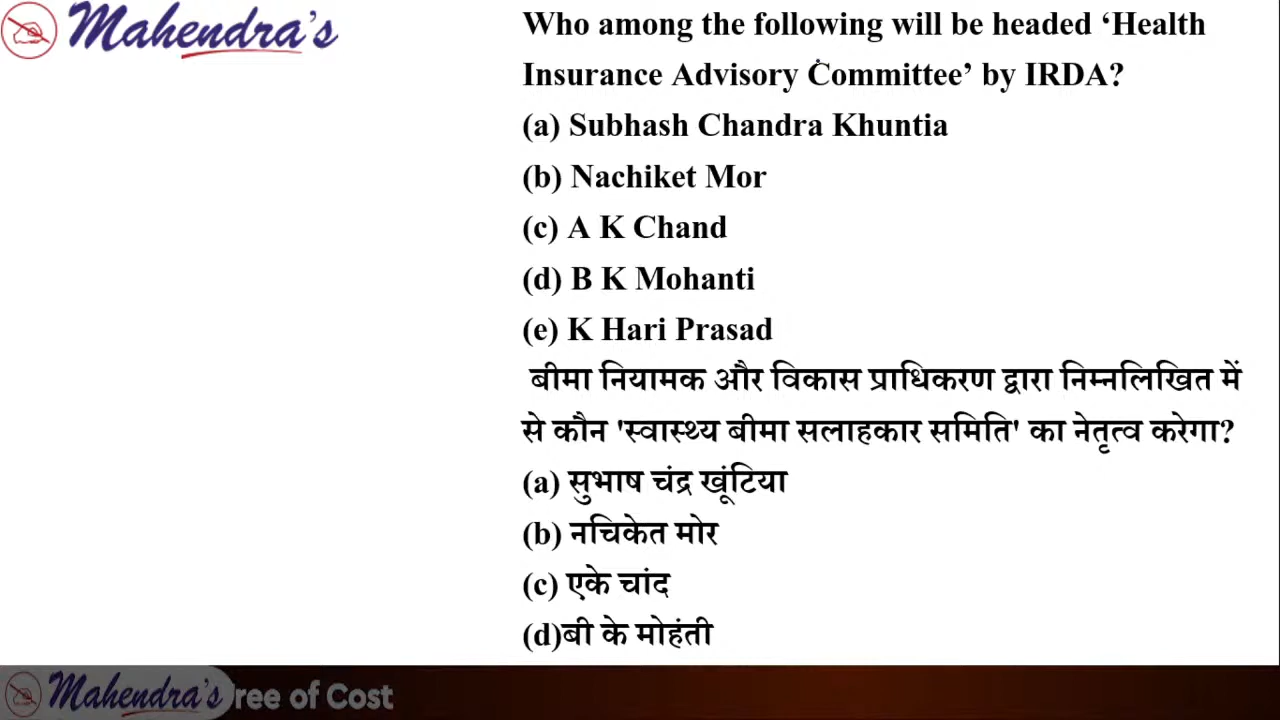 Mahendra's
Who among the following will be headed ‘Health
Insurance Advisory Committee’ by IRDA?
(a) Subhash Chandra Khuntia
(b) Nachiket Mor
(c) A K Chand
(d) B K Mohanti
(e) K Hari Prasad
बीमा नियामक और विकास प्राधिकरण द्वारा निम्नलिखित में
से कौन 'स्वास्थ्य बीमा सलाहकार समिति' का नेतृत्व करेगा?
(a) सुभाष चंद्र खूंटिया
(b) नचिकेत मोर
(c) एके चांद
(d)बी के मोहंती
Mahendra's ree of Cost